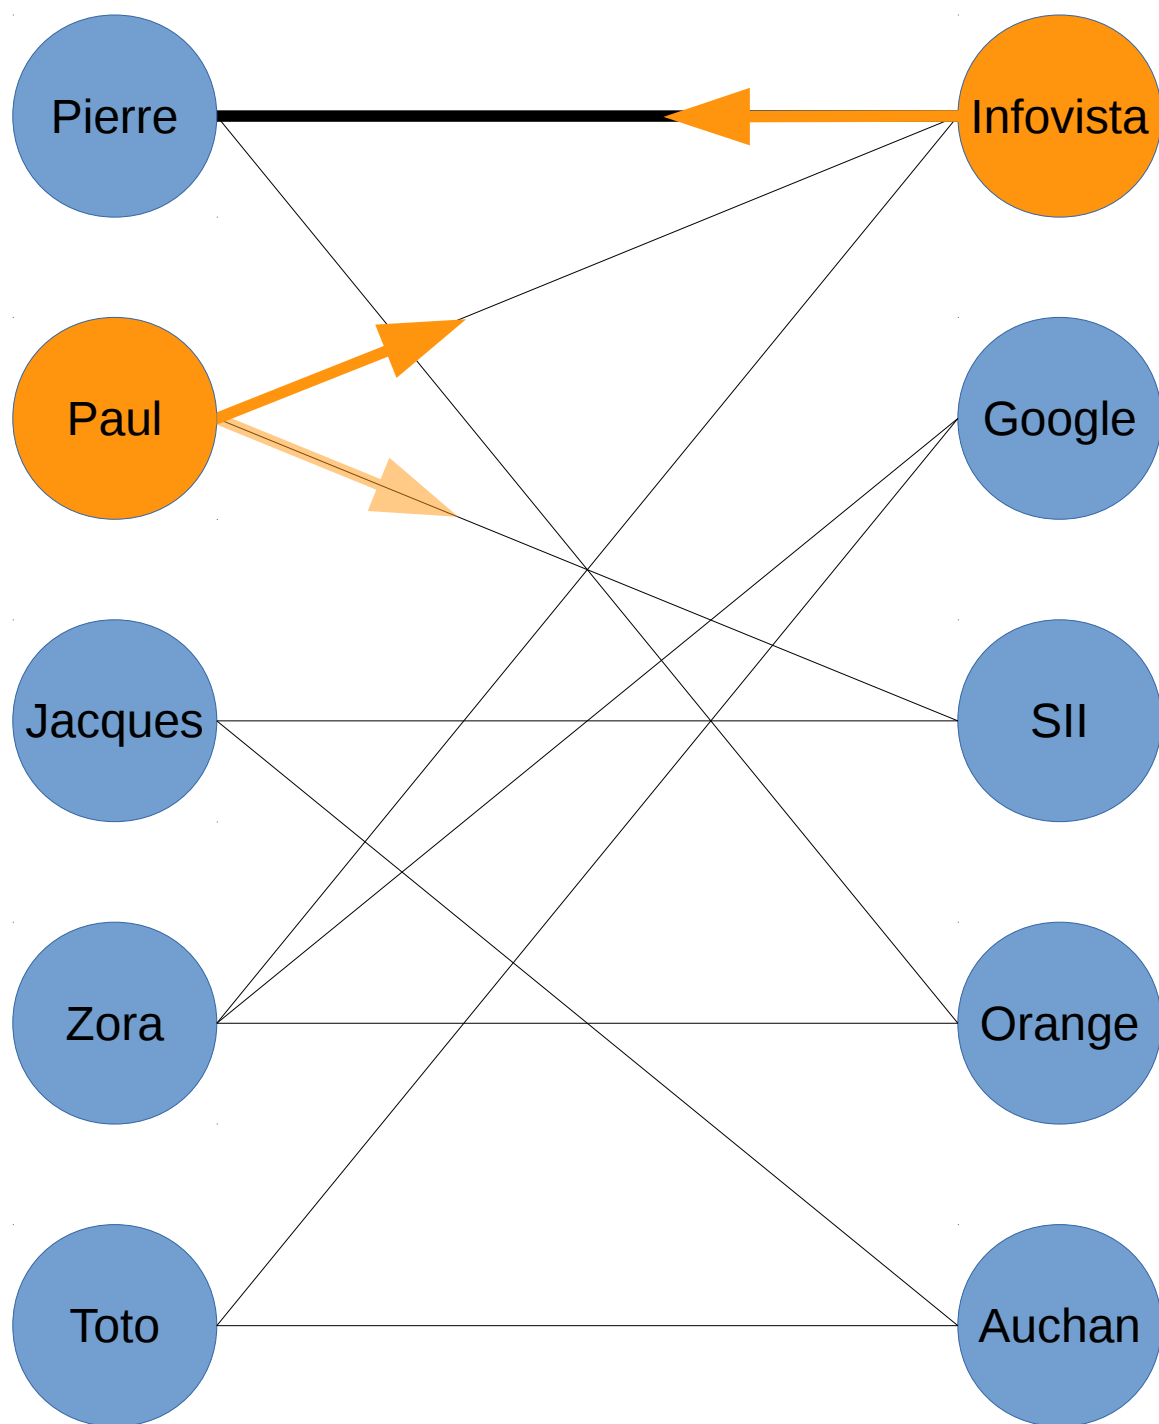 Pierre
Infovista
Paul
Google
Jacques
SII
Zora
Orange
Toto
Auchan